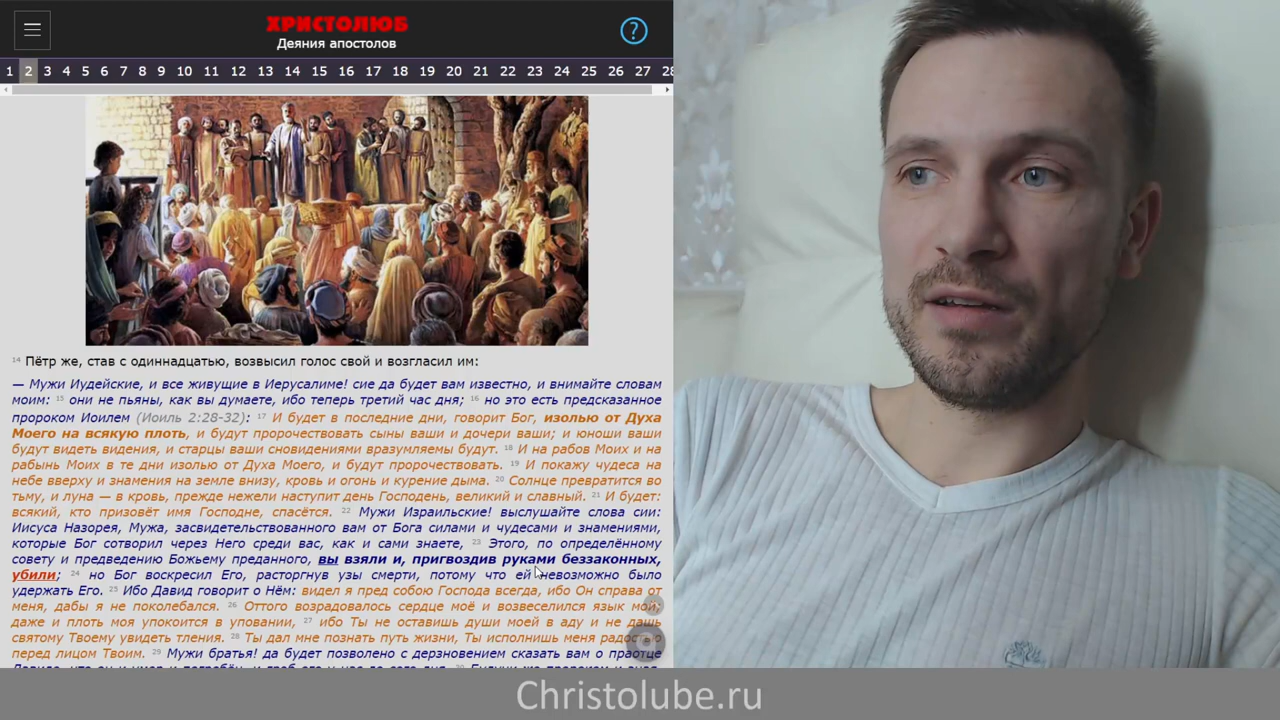 ХРИСТОЛЮБ
Деяния апостолов
?
1 2 3 4 5 6 7 8 9 10 11 12 13 14 15 16 17 18 19 20 21 22 23 24 25 26 27 28
14 Пётр же, став с одиннадцатью, возвысил голос свой и возгласил им:
— Мужи Иудейские, и все живущие в Иерусалиме! сие да будет вам известно, и внимайте словам
моим: 15 они не пьяны, как вы думаете, ибо теперь третий час дня; 16 но это есть предсказанное
пророком Иоилем (Иоиль 2:28-32): 17 И будет в последние дни, говорит Бог, изолью от Духа
Моего на всякую плоть, и будут пророчествовать сыны ваши и дочери ваши; и юноши ваши
будут видеть видения, и старцы ваши сновидениями вразумляемы будут. 18 И на рабов Моих и на
рабынь Моих в те дни изолью от Духа Моего, и будут пророчествовать. 19 И покажу чудеса на
небе вверху и знамения на земле внизу, кровь и огонь и курение дыма. 20 Солнце превратится во
тьму, и луна — в кровь, прежде нежели наступит день Господень, великий и славный. 21 И будет:
всякий, кто призовёт имя Господне, спасётся. 22 Мужи Израильские! выслушайте слова сии:
Иисуса Назорея, Мужа, засвидетельствованного вам от Бога силами и чудесами и знамениями,
которые Бог сотворил через Него среди вас, как и сами знаете, 23 Этого, по определённому
совету и предведению Божьему преданного, вы взяли и, пригвоздив руками беззаконных,
убили; 24 но Бог воскресил Его, расторгнув узы смерти, потому что ей невозможно было
удержать Его. 25 Ибо Давид говорит о Нём: видел я пред собою Господа всегда, ибо Он справа от
меня, дабы я не поколебался. 26 Оттого возрадовалось сердце моё и возвеселился язык мой;
даже и плоть моя упокоится в уповании, 27 ибо Ты не оставишь души моей в аду и не дашь
святому Твоему увидеть тления. 28 Ты дал мне познать путь жизни, Ты исполнишь меня радостью
перед лицом Твоим. 29 Мужи братья! да будет позволено с дерзновением сказать вам о праотце
Christolube.ru